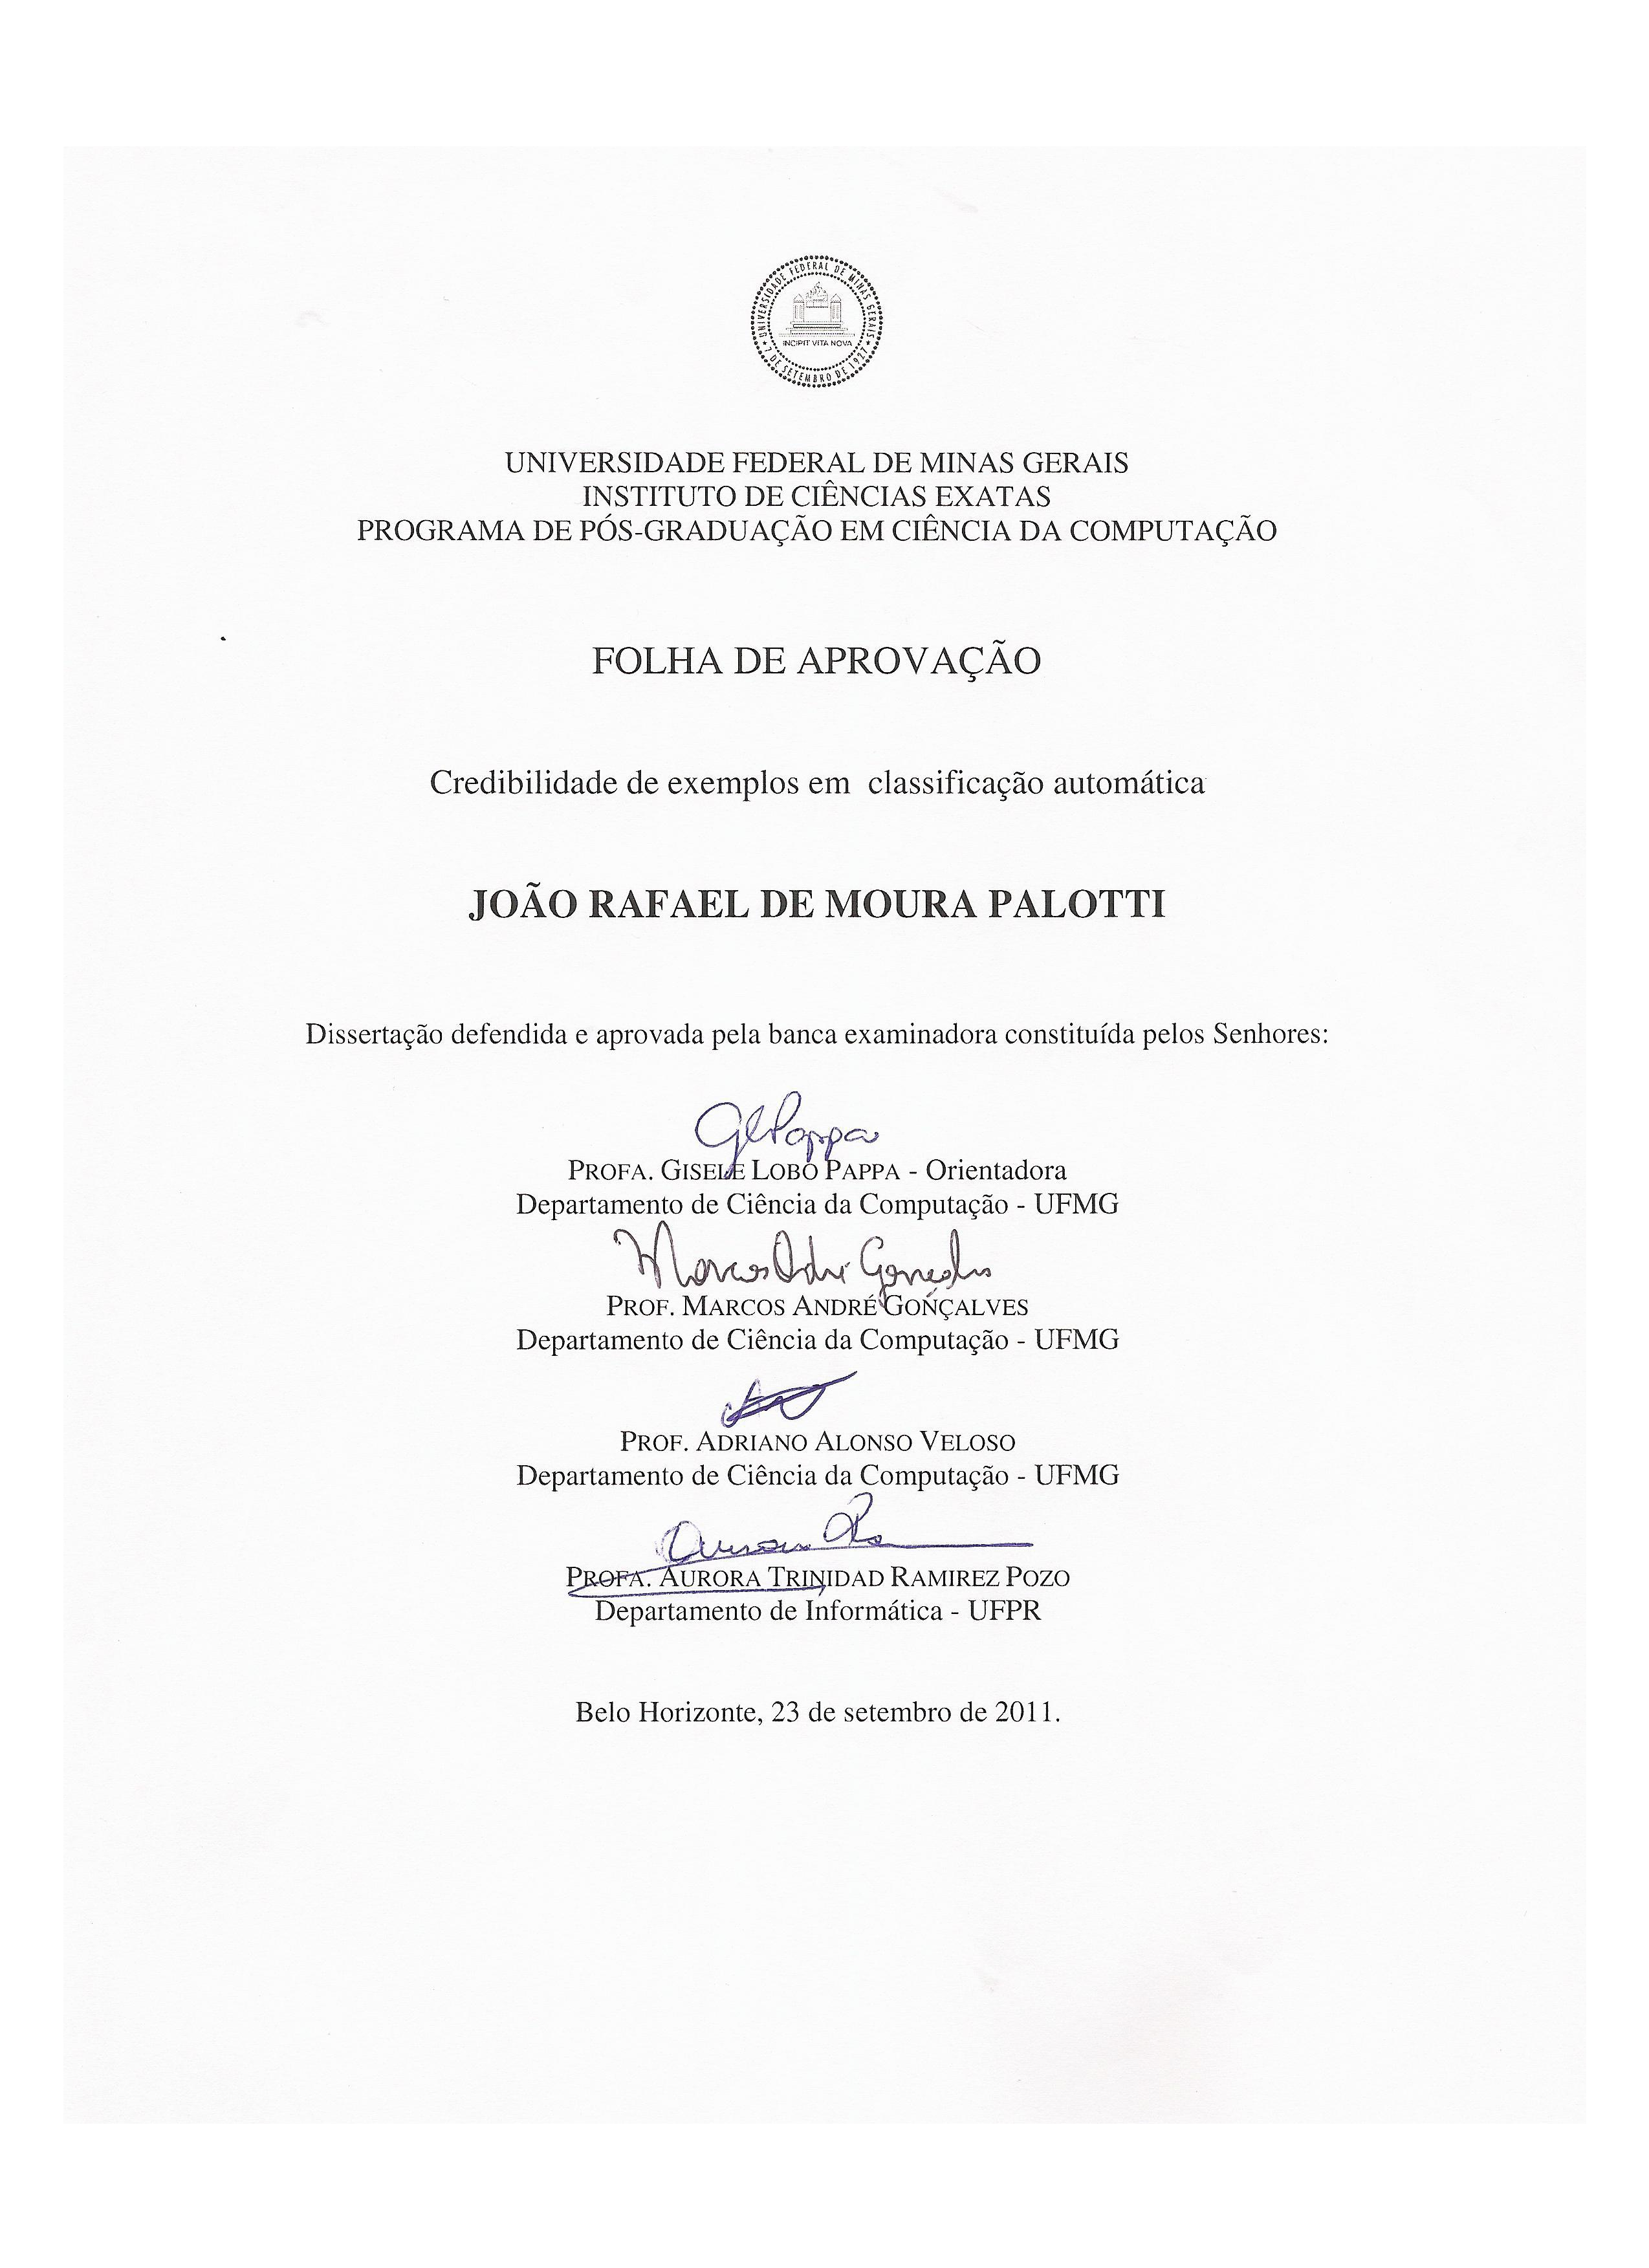 UNIVERSIDADE FEDERAL DE MINAS GERAIS
* 7 DE SETEMBRO DE 1927 *
INCIPIT VITA NOVA
UNIVERSIDADE FEDERAL DE MINAS GERAIS
INSTITUTO DE CIÊNCIAS EXATAS
PROGRAMA DE PÓS-GRADUAÇÃO EM CIÊNCIA DA COMPUTAÇÃO
FOLHA DE APROVAÇÃO
Credibilidade de exemplos em classificação automática
JOÃO RAFAEL DE MOURA PALOTTI
Dissertação defendida e aprovada pela banca examinadora constituída pelos Senhores:
GLPappa
PROFA. GISELE LOBO PAPPA - Orientadora
Departamento de Ciência da Computação - UFMG
Marcos André Gonçalves
PROF. MARCOS ANDRÉ GONÇALVES
Departamento de Ciência da Computação - UFMG
PROF. ADRIANO ALONSO VELOSO
Departamento de Ciência da Computação - UFMG
PROFA. AURORA TRINIDAD RAMIREZ POZO
Departamento de Informática - UFPR
Belo Horizonte, 23 de setembro de 2011.